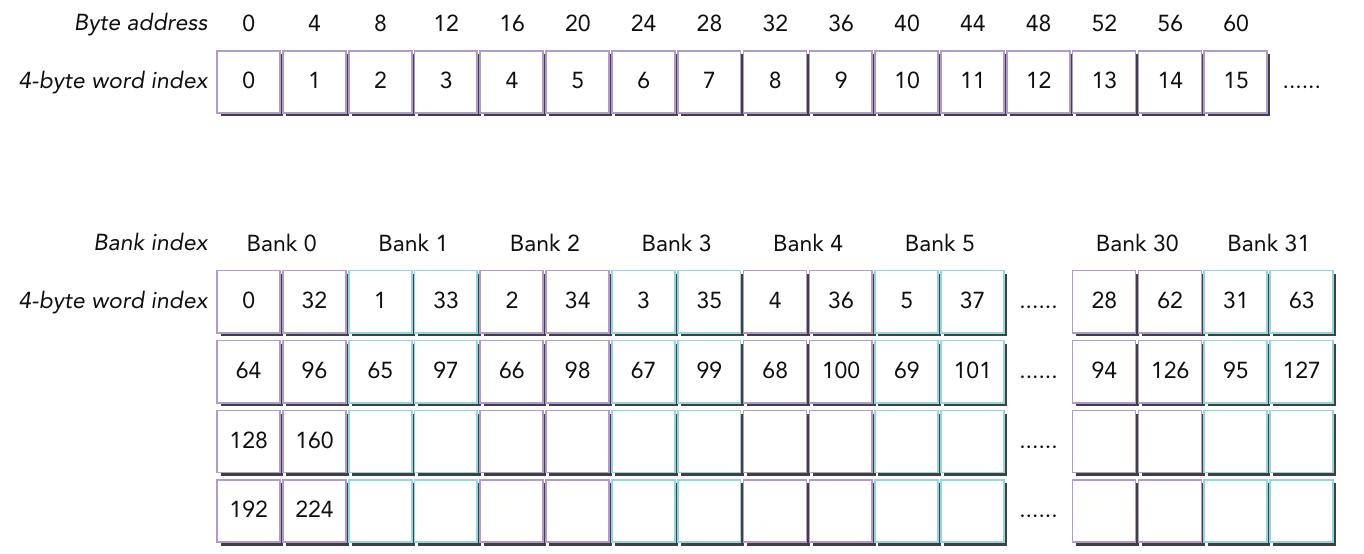 Byte address 0 4 8 12 16 20 24 28 32 36 40 44 48 52 56 60
4-byte word index 0 1 2 3 4 5 6 7 8 9 10 11 12 13 14 15 ......
Bank index Bank 0 Bank 1 Bank 2 Bank 3 Bank 4 Bank 5 Bank 30 Bank 31
4-byte word index 0 32 1 33 2 34 3 35 4 36 5 37 ...... 28 62 31 63
64 96 65 97 66 98 67 99 68 100 69 101 ...... 94 126 95 127
128 160 ......
192 224 ......